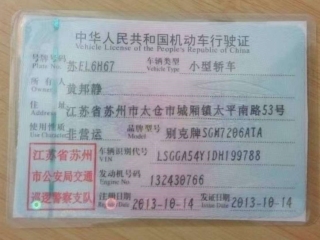 中华人民共和国机动车行驶证
Vehicle License of the People's Republic of China
号牌号码 苏FL6H67 车辆类型 小型轿车
Plate No. Vehicle Type
所有人 黄邦静
Owner
住址 江苏省苏州市太仓市城厢镇太平南路53号
Address
使用性质 非营运 品牌型号 别克牌SGM7206ATA
Use Character Model
江苏省苏州 车辆识别代号 LSGGA54Y1DH199788
VIN
市公安局交通 发动机号码 132430766
Engine No.
巡逻警察支队 注册日期 2013-10-14 发证日期 2013-10-14
Register Date Issue Date